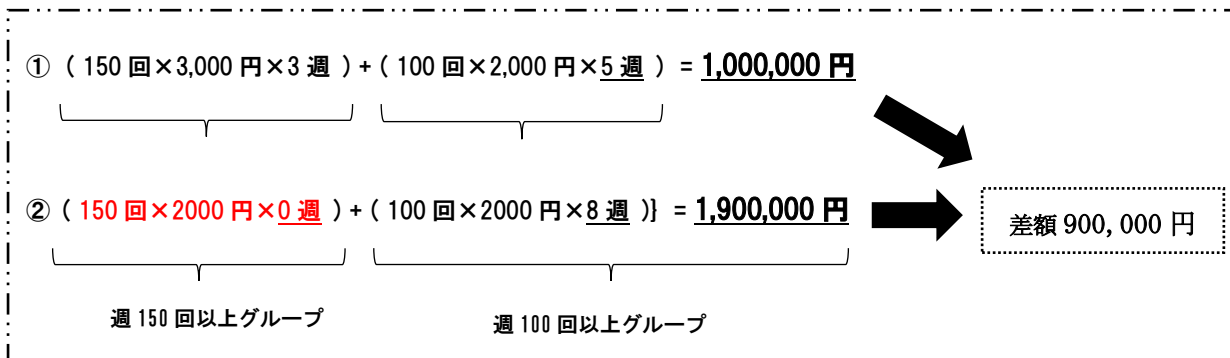 ① ( 150 回×3,000 円×3 週 ) + ( 100 回×2,000 円×5 週 ) = 1,000,000 円
② ( 150 回×2000 円×0 週 ) + ( 100 回×2000 円×8 週 )} = 1,900,000 円
差額 900,000 円
週 150 回以上グループ
週 100 回以上グループ